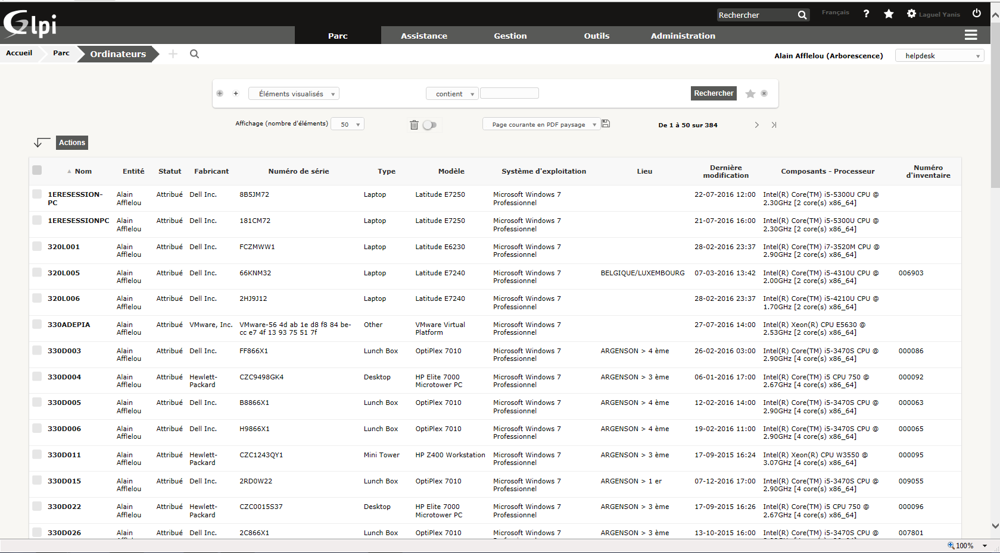 Glpi
Rechercher
Français
?
Laguel Yanis
Parc Assistance Gestion Outils Administration
Accueil Parc Ordinateurs
Alain Afflelou (Arborescence) helpdesk
Éléments visualisés contient Rechercher
Affichage (nombre d'éléments) 50 Page courante en PDF paysage De 1 à 50 sur 384
Actions
Nom Entité Statut Fabricant Numéro de série Type Modèle Système d'exploitation Lieu Dernière modification Composants - Processeur Numéro d'inventaire
1ERESESSION- Alain Attribué Dell Inc. 8B5JM72 Laptop Latitude E7250 Microsoft Windows 7 22-07-2016 12:00 Intel(R) Core(TM) i5-5300U CPU @
PC Afflelou Professionnel 2.30GHz [2 core(s) x86_64]
1ERESESSIONPC Alain Attribué Dell Inc. 181CM72 Laptop Latitude E7250 Microsoft Windows 7 21-07-2016 16:00 Intel(R) Core(TM) i5-5300U CPU @
Afflelou Professionnel 2.30GHz [2 core(s) x86_64]
320L001 Alain Attribué Dell Inc. FCZMWW1 Laptop Latitude E6230 Microsoft Windows 7 28-02-2016 23:37 Intel(R) Core(TM) i7-3520M CPU @
Afflelou Professionnel 2.90GHz [2 core(s) x86_64]
320L005 Alain Attribué Dell Inc. 66KNM32 Laptop Latitude E7240 Microsoft Windows 7 BELGIQUE/LUXEMBOURG 07-03-2016 13:42 Intel(R) Core(TM) i5-4310U CPU @ 006903
Afflelou Professionnel 2.00GHz [2 core(s) x86_64]
320L006 Alain Attribué Dell Inc. 2HJ9J12 Laptop Latitude E7240 Microsoft Windows 7 28-02-2016 23:37 Intel(R) Core(TM) i5-4210U CPU @
Afflelou Professionnel 1.70GHz [2 core(s) x86_64]
330ADEPIA Alain Attribué VMware, Inc. VMware-56 4d ab 1e d8 f8 84 be- Other VMware Virtual Microsoft Windows 7 27-07-2016 14:00 Intel(R) Xeon(R) CPU E5630 @
Afflelou cc e7 4f 13 93 75 51 7f Platform Professionnel 2.53GHz [2 core(s) x86_64]
330D003 Alain Attribué Dell Inc. FF866X1 Lunch Box OptiPlex 7010 Microsoft Windows 7 ARGENSON > 4 ème 26-02-2016 03:00 Intel(R) Core(TM) i5-3470S CPU @ 000086
Afflelou Professionnel 2.90GHz [4 core(s) x86_64]
330D004 Alain Attribué Hewlett- CZC9498GK4 Desktop HP Elite 7000 Microsoft Windows 7 ARGENSON > 3 ème 06-01-2016 17:00 Intel(R) Core(TM) i5 CPU 750 @ 000092
Afflelou Packard Microtower PC Professionnel 2.67GHz [4 core(s) x86_64]
330D005 Alain Attribué Dell Inc. B8866X1 Lunch Box OptiPlex 7010 Microsoft Windows 7 ARGENSON > 4 ème 12-02-2016 14:00 Intel(R) Core(TM) i5-3470S CPU @ 000063
Afflelou Professionnel 2.90GHz [4 core(s) x86_64]
330D006 Alain Attribué Dell Inc. H9866X1 Lunch Box OptiPlex 7010 Microsoft Windows 7 ARGENSON > 4 ème 19-02-2016 11:00 Intel(R) Core(TM) i5-3470S CPU @ 000065
Afflelou Professionnel 2.90GHz [4 core(s) x86_64]
330D011 Alain Attribué Hewlett- CZC1243QY1 Mini Tower HP Z400 Workstation Microsoft Windows 7 ARGENSON > 3 ème 17-09-2015 16:24 Intel(R) Xeon(R) CPU W3550 @ 000095
Afflelou Packard Professionnel 3.07GHz [4 core(s) x86_64]
330D015 Alain Attribué Dell Inc. 2RD0W22 Lunch Box OptiPlex 7010 Microsoft Windows 7 ARGENSON > 1 er 07-12-2016 17:00 Intel(R) Core(TM) i5-3470S CPU @ 009055
Afflelou Professionnel 2.90GHz [4 core(s) x86_64]
330D022 Alain Attribué Hewlett- CZC0015S37 Desktop HP Elite 7000 Microsoft Windows 7 ARGENSON > 3 ème 17-09-2015 16:26 Intel(R) Core(TM) i5 CPU 750 @ 000096
Afflelou Packard Microtower PC Professionnel 2.67GHz [4 core(s) x86_64]
330D026 Alain Attribué Dell Inc. 2C866X1 Lunch Box OptiPlex 7010 Microsoft Windows 7 ARGENSON > 3 ème 13-10-2015 16:00 Intel(R) Core(TM) i5-3470S CPU @ 007801
100%